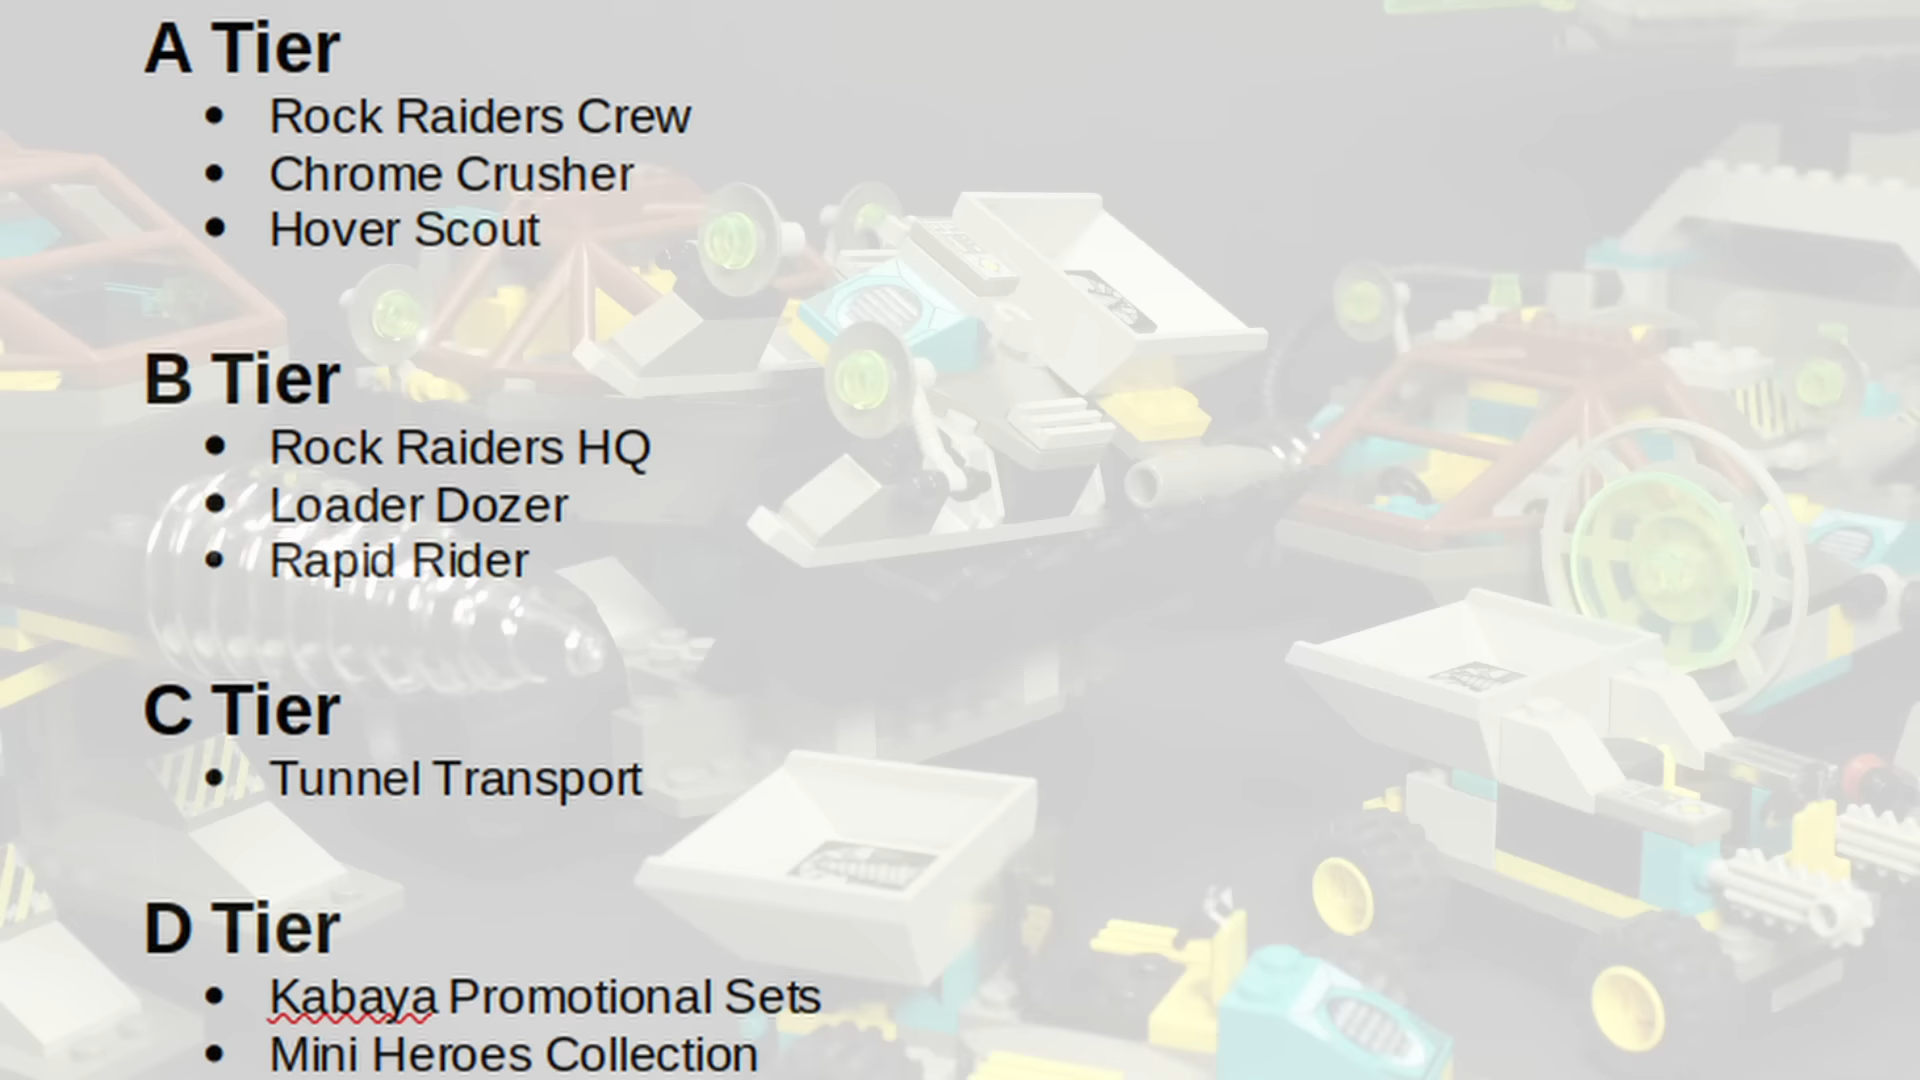 A Tier
• Rock Raiders Crew
• Chrome Crusher
• Hover Scout
B Tier
• Rock Raiders HQ
• Loader Dozer
• Rapid Rider
C Tier
• Tunnel Transport
D Tier
• Kabaya Promotional Sets
• Mini Heroes Collection